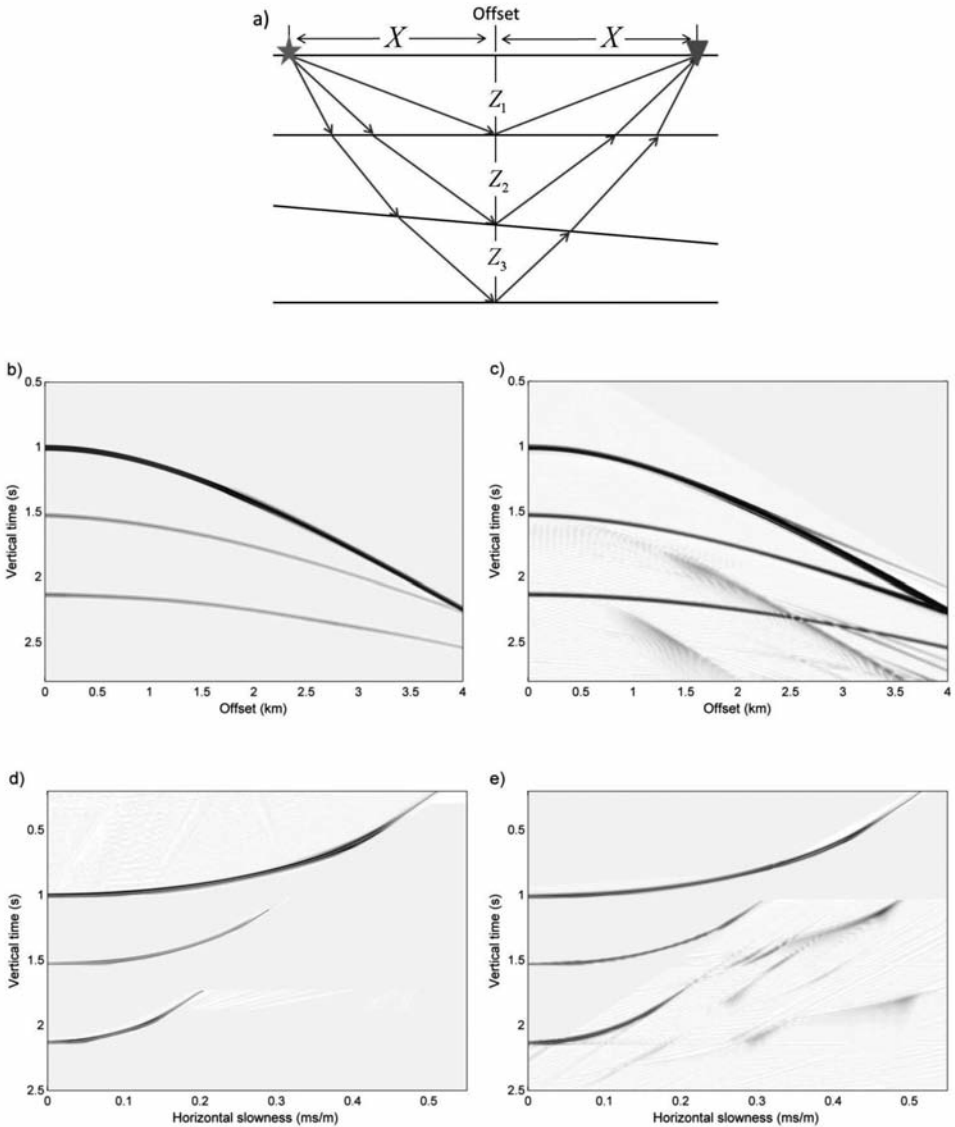 a)
Offset
X X
Z1
Z2
Z3
b)
0.5
1
1.5
2
2.5
Vertical time (s)
0 0.5 1 1.5 2 2.5 3 3.5 4
Offset (km)
c)
0.5
1
1.5
2
2.5
Vertical time (s)
0 0.5 1 1.5 2 2.5 3 3.5 4
Offset (km)
d)
0.5
1
1.5
2
2.5
Vertical time (s)
0 0.1 0.2 0.3 0.4 0.5
Horizontal slowness (ms/m)
e)
0.5
1
1.5
2
2.5
Vertical time (s)
0 0.1 0.2 0.3 0.4 0.5
Horizontal slowness (ms/m)